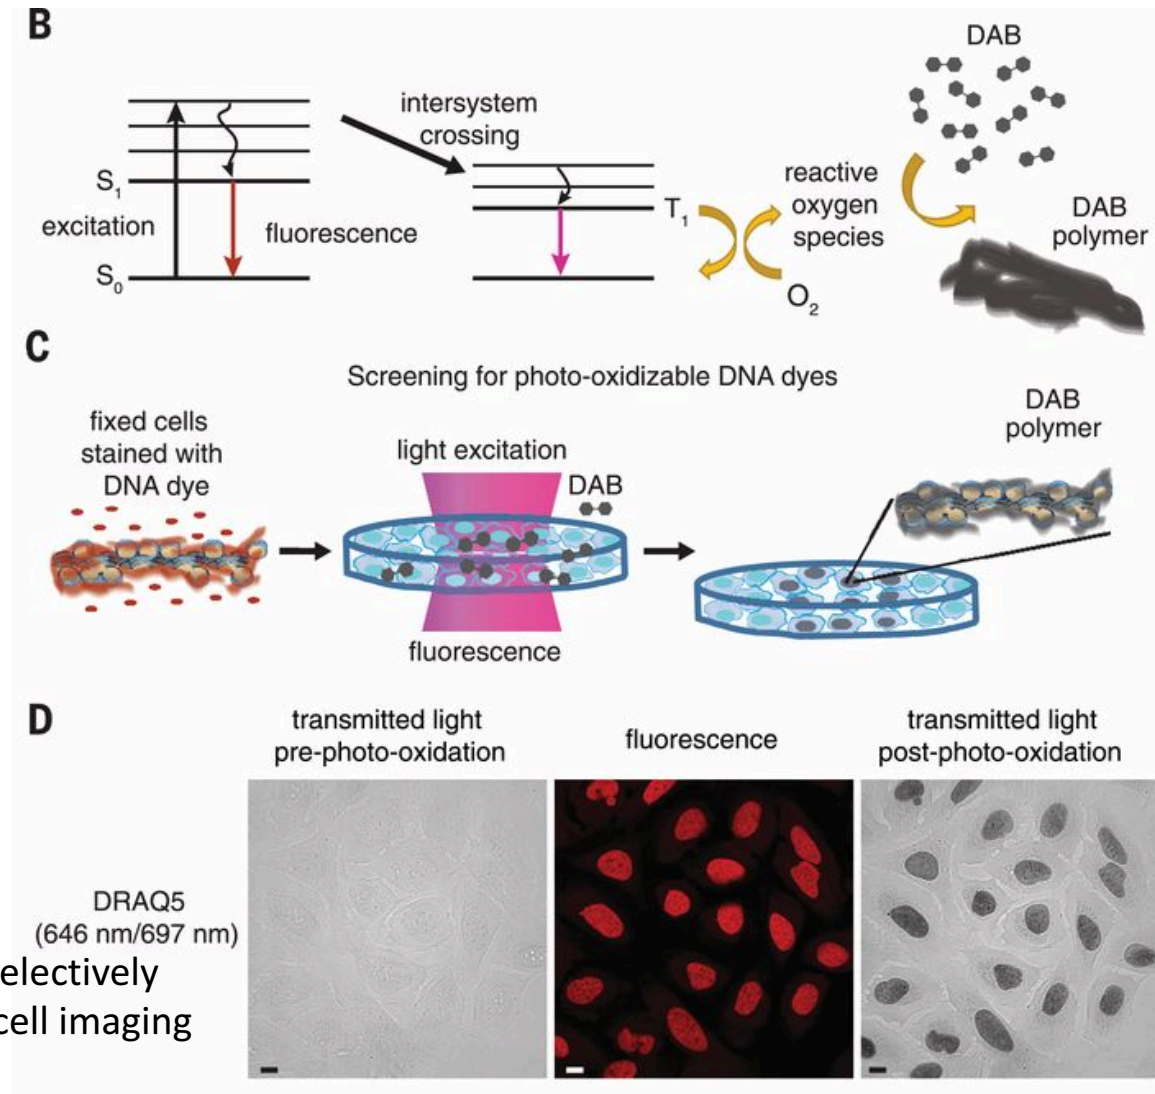 B
DAB
intersystem
crossing
S1
excitation
fluorescence
S0
T1
reactive
oxygen
species
O2
DAB
polymer
C
Screening for photo-oxidizable DNA dyes
fixed cells
stained with
DNA dye
light excitation
DAB
fluorescence
DAB
polymer
D
transmitted light
pre-photo-oxidation
fluorescence
transmitted light
post-photo-oxidation
DRAQ5
(646 nm/697 nm)
electively
cell imaging